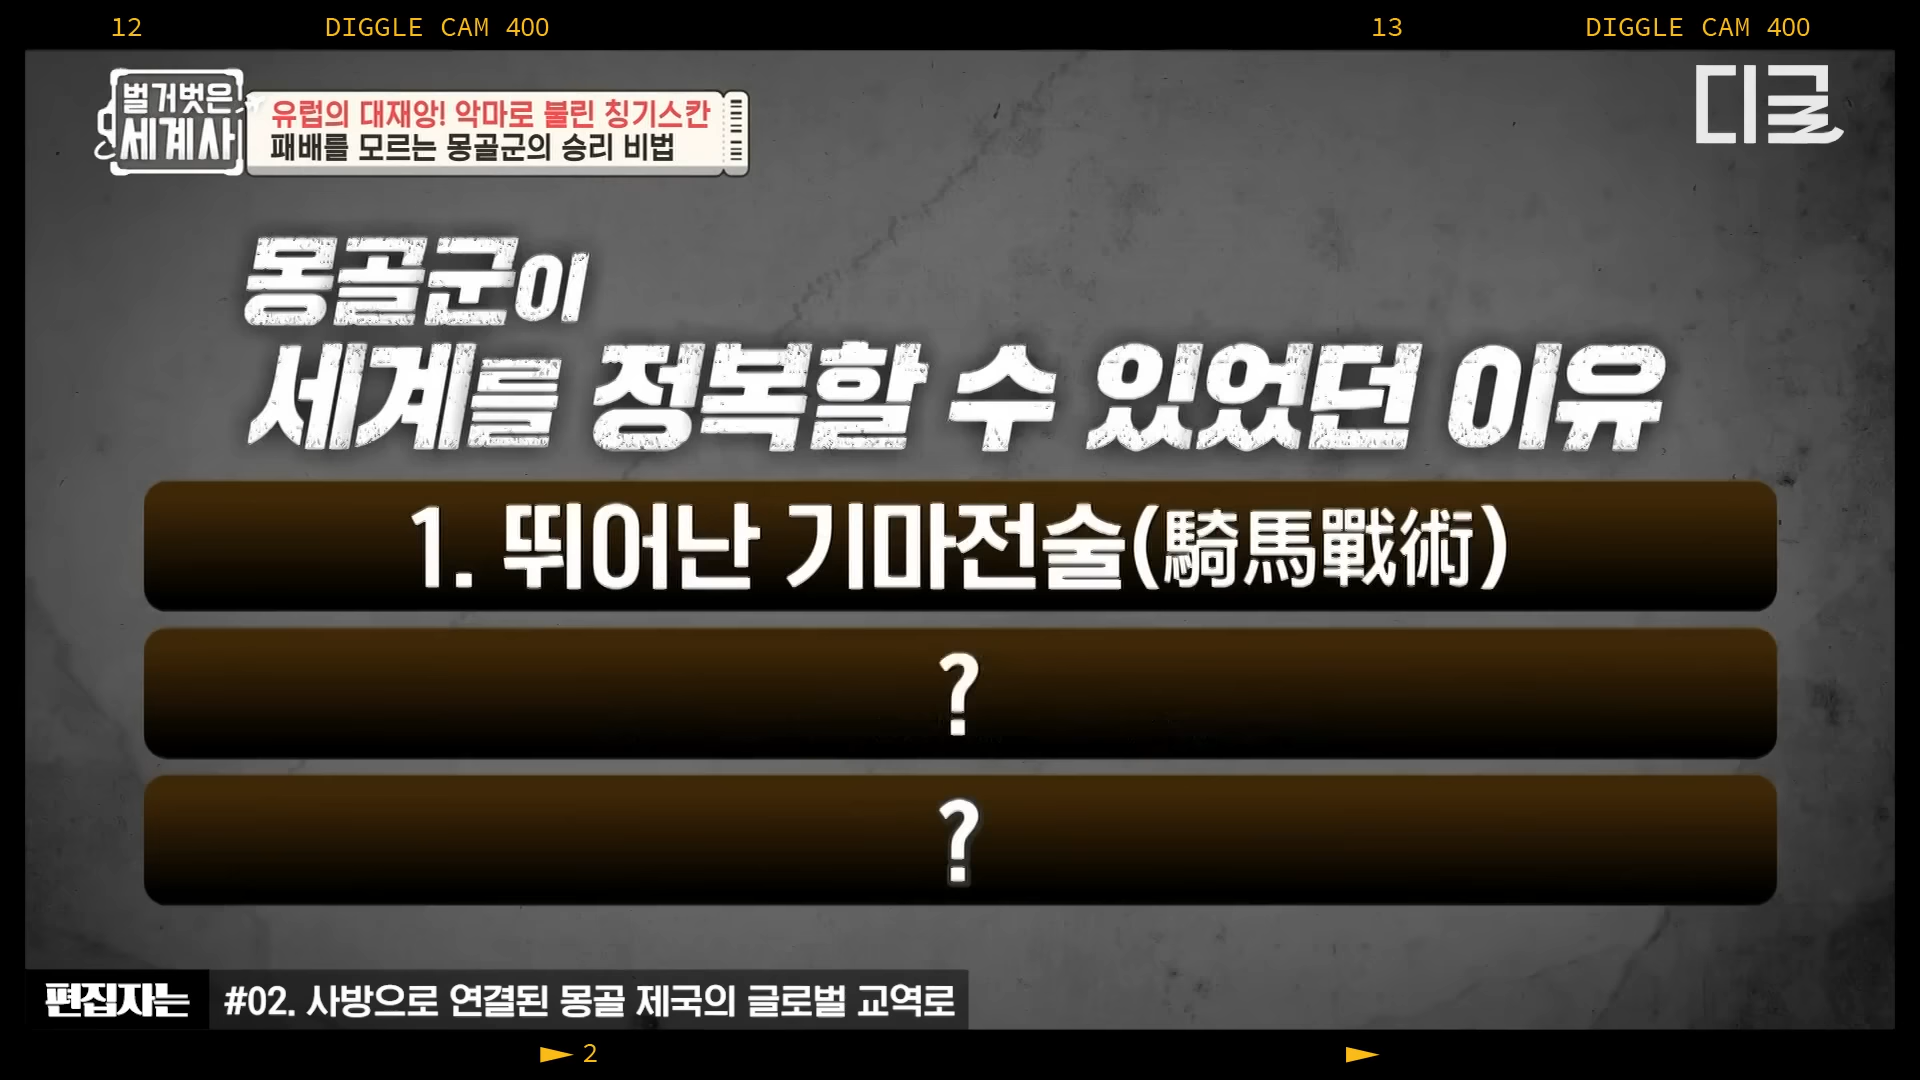 12
DIGGLE CAM 400
13
DIGGLE CAM 400
벌거벗은
세계사
유럽의 대재앙! 악마로 불린 칭기스칸
패배를 모르는 몽골군의 승리 비법
디글
몽골군이
세계를 정복할 수 있었던 이유
1. 뛰어난 기마전술(騎馬戰術)
?
?
편집자는
#02. 사방으로 연결된 몽골 제국의 글로벌 교역로
2